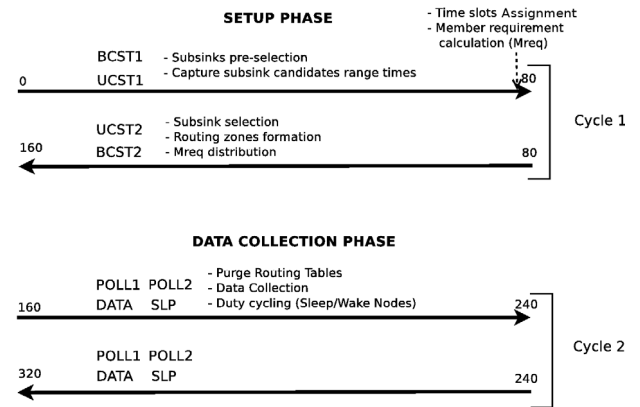 SETUP PHASE
- Time slots Assignment
- Member requirement
calculation (Mreq)
BCST1 - Subsinks pre-selection
UCST1 - Capture subsink candidates range times
0
80
Cycle 1
UCST2 - Subsink selection
- Routing zones formation
BCST2 - Mreq distribution
160
80
DATA COLLECTION PHASE
- Purge Routing Tables
POLL1 POLL2 - Data Collection
DATA SLP - Duty cycling (Sleep/Wake Nodes)
160
240
Cycle 2
POLL1 POLL2
DATA SLP
320
240